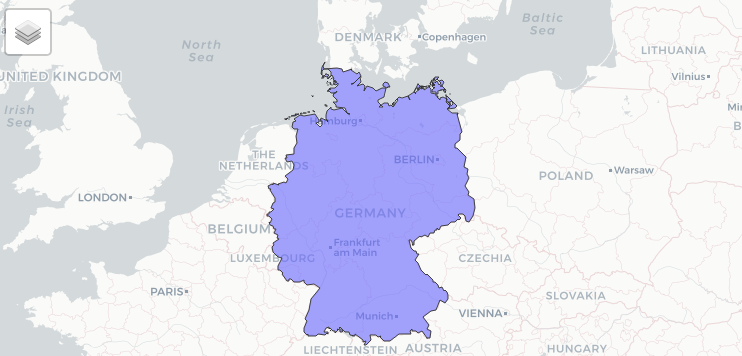 Baltic
Sea
DENMARK
Copenhagen
North
Sea
LITHUANIA
UNITED KINGDOM
Vilnius
Irish
Sea
Hamburg
THE
NETHERLANDS
BERLIN
POLAND
Warsaw
LONDON
GERMANY
BELGIUM
Frankfurt
am Main
LUXEMBOURG
CZECHIA
PARIS
SLOVAKIA
Munich
VIENNA
LIECHTENSTEIN
AUSTRIA
HUNGARY